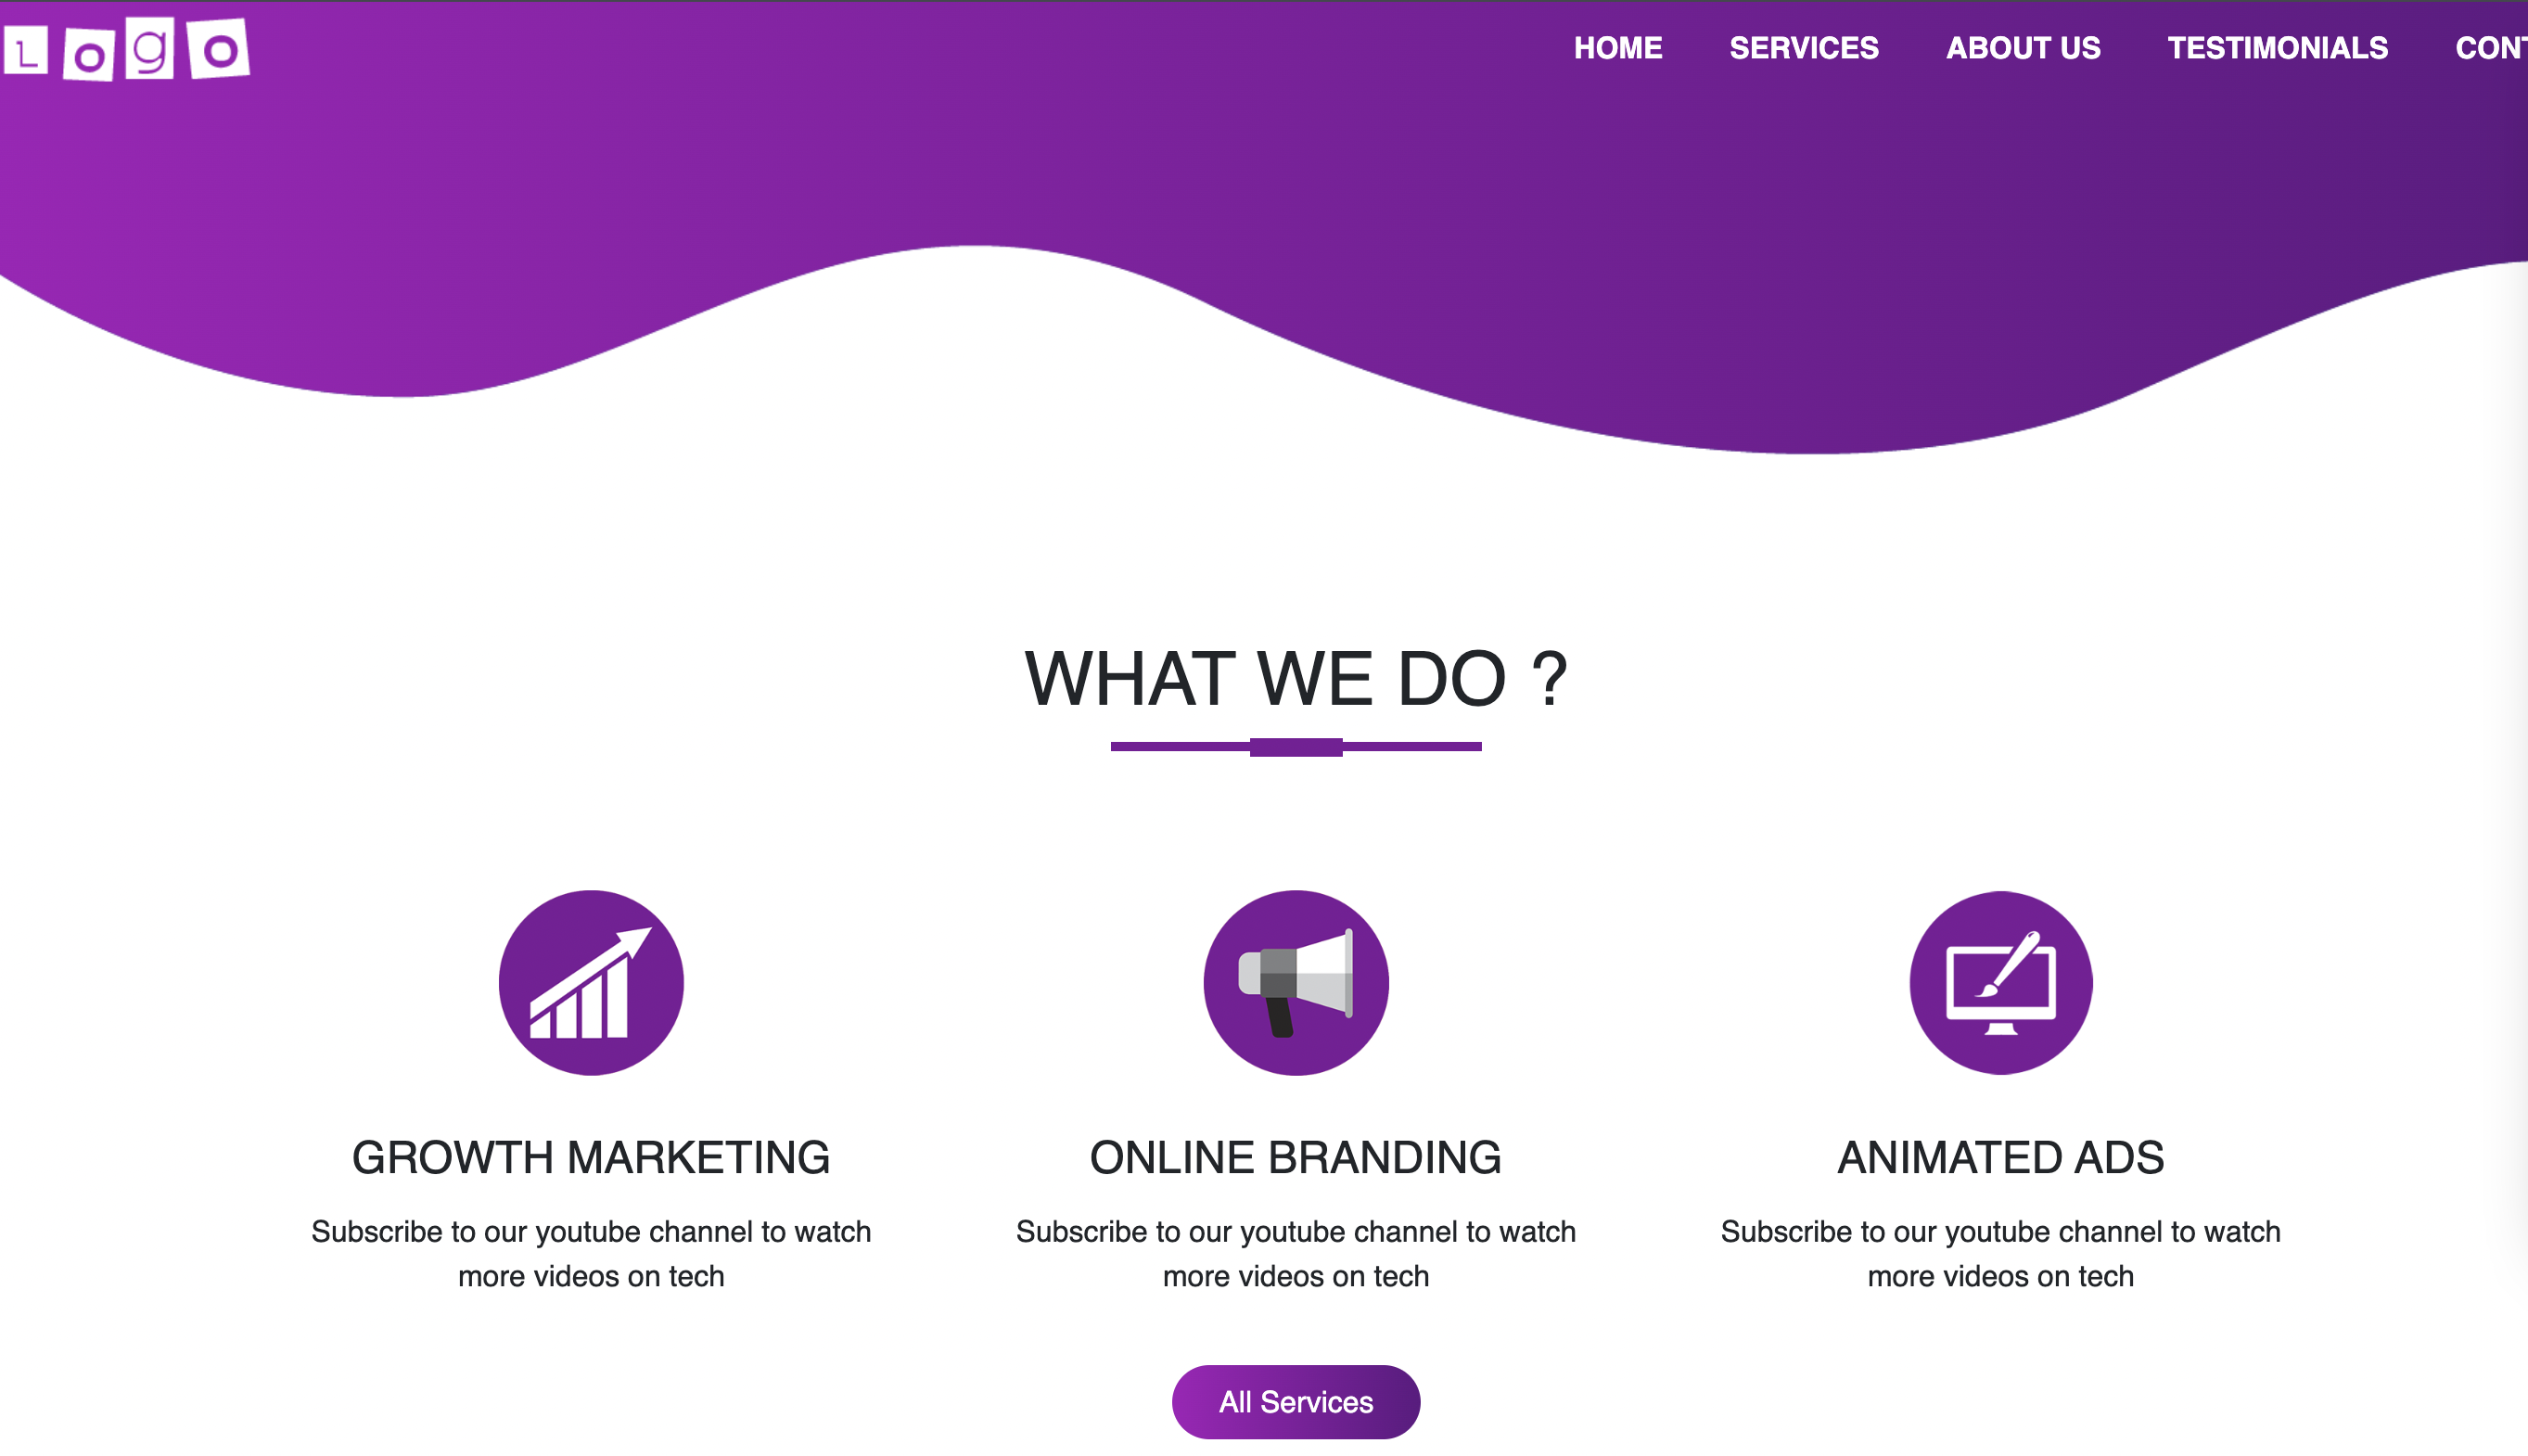 Logo
HOME SERVICES ABOUT US TESTIMONIALS
WHAT WE DO ?
GROWTH MARKETING ONLINE BRANDING ANIMATED ADS
Subscribe to our youtube channel to watch
more videos on tech
Subscribe to our youtube channel to watch
more videos on tech
Subscribe to our youtube channel to watch
more videos on tech
All Services